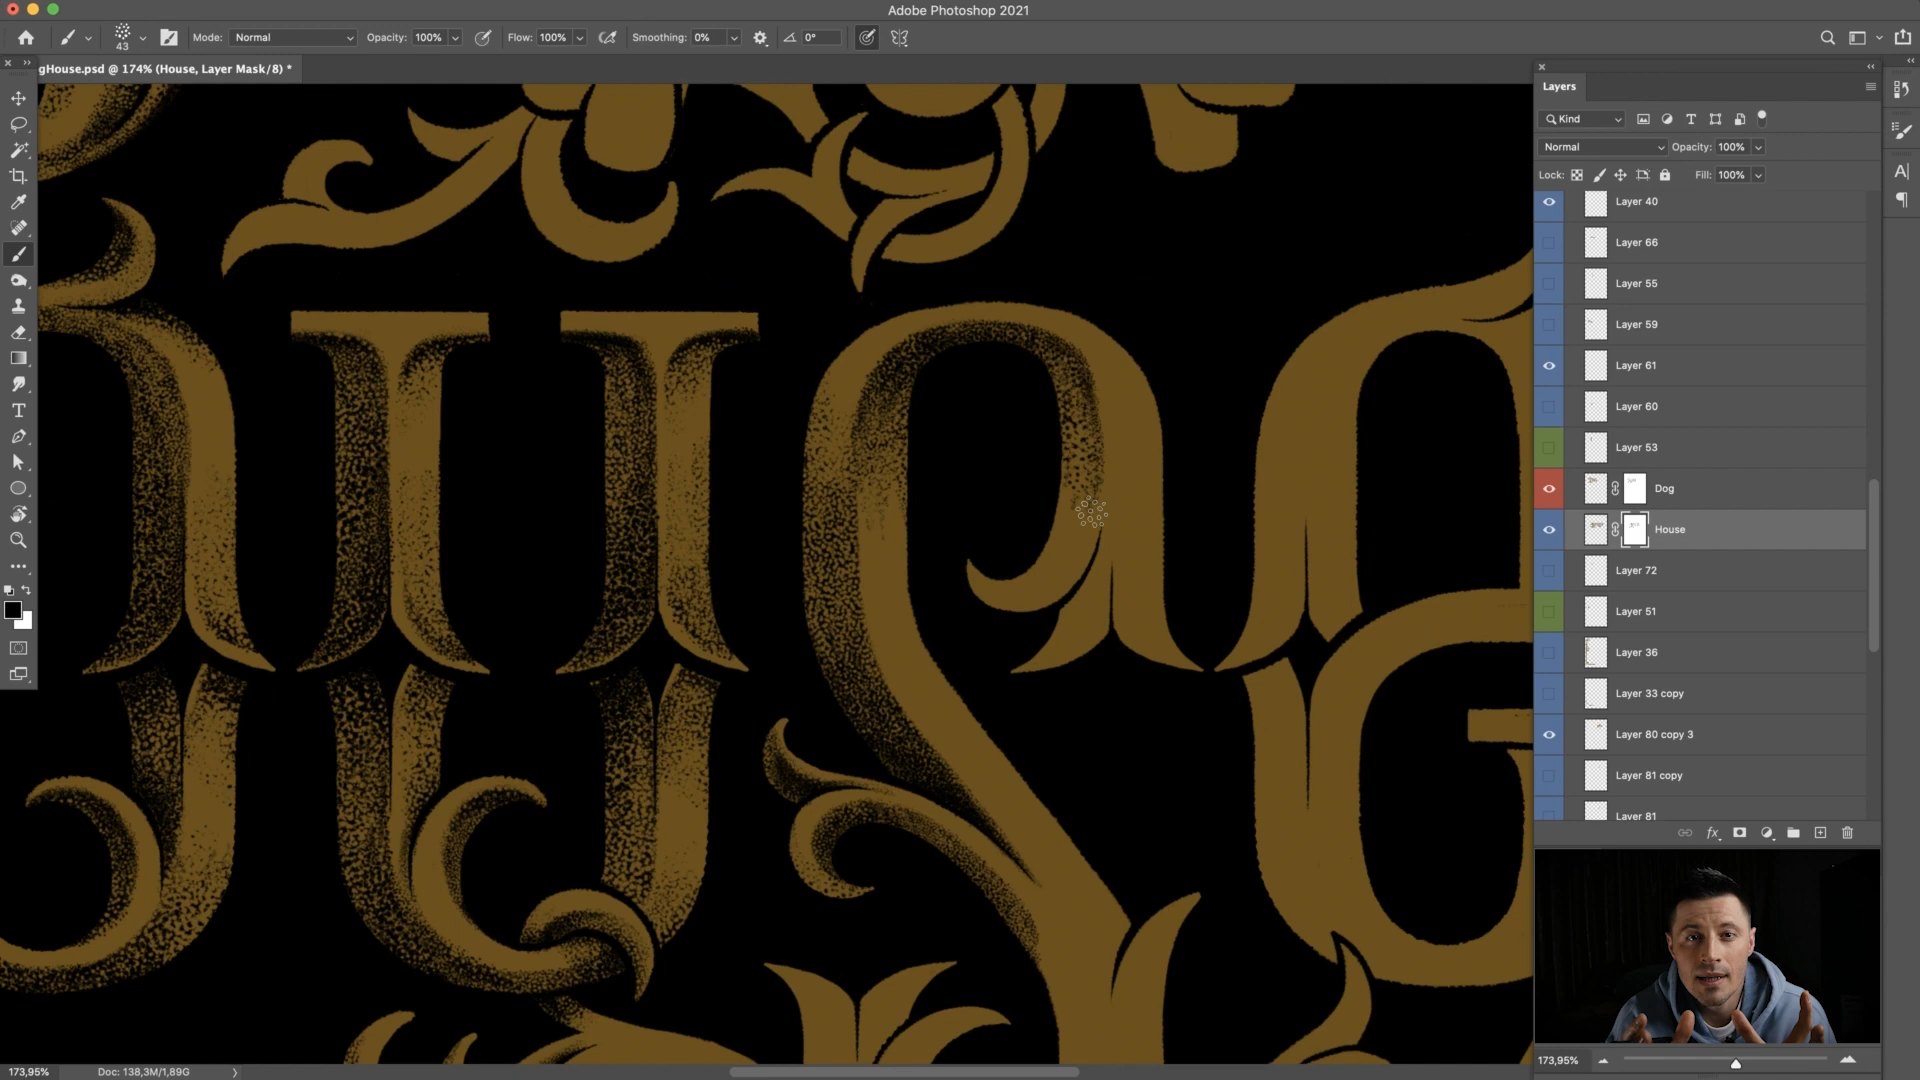 Adobe Photoshop 2021
43
Mode: Normal
Opacity: 100%
Flow: 100%
Smoothing: 0%
0°
gHouse.psd @ 174% (House, Layer Mask/8) *
Layers
Kind
Normal
Opacity: 100%
Lock:
Fill: 100%
Layer 40
Layer 66
Layer 55
Layer 59
Layer 61
Layer 60
Layer 53
Dog
House
Layer 72
Layer 51
Layer 36
Layer 33 copy
Layer 80 copy 3
Layer 81 copy
Layer 81
fx
173,95%
173,95%
Doc: 138,3M/1,89G